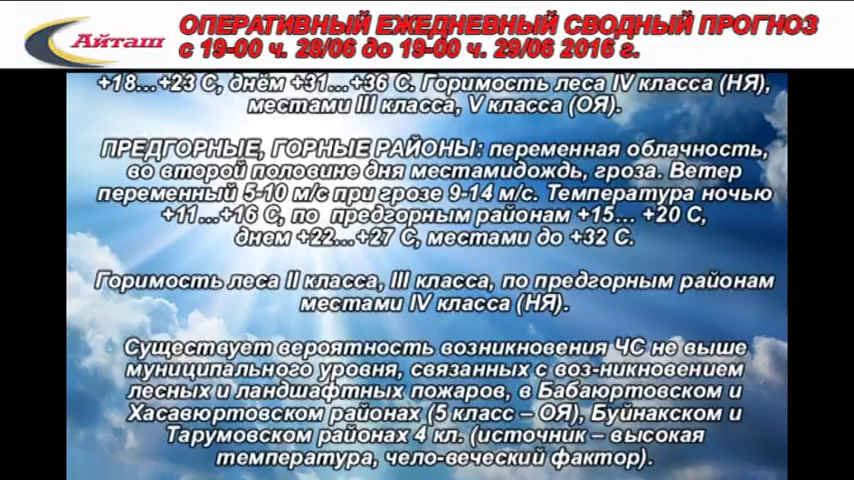 Айташ
ОПЕРАТИВНЫЙ ЕЖЕДНЕВНЫЙ СВОДНЫЙ ПРОГНОЗ
с 19-00 ч. 28/06 до 19-00 ч. 29/06 2016 г.
+18…+23 С, днём +31…+36 С. Горимость леса IV класса (НЯ),
местами III класса, V класса (ОЯ).
ПРЕДГОРНЫЕ, ГОРНЫЕ РАЙОНЫ: переменная облачность,
во второй половине дня местамидождь, гроза. Ветер
переменный 5-10 м/с при грозе 9-14 м/с. Температура ночью
+11…+16 С, по предгорным районам +15… +20 С,
днем +22…+27 С, местами до +32 С.
Горимость леса II класса, III класса, по предгорным районам
местами IV класса (НЯ).
Существует вероятность возникновения ЧС не выше
муниципального уровня, связанных с воз-никновением
лесных и ландшафтных пожаров, в Бабаюртовском и
Хасавюртовском районах (5 класс – ОЯ), Буйнакском и
Тарумовском районах 4 кл. (источник – высокая
температура, чело-веческий фактор).